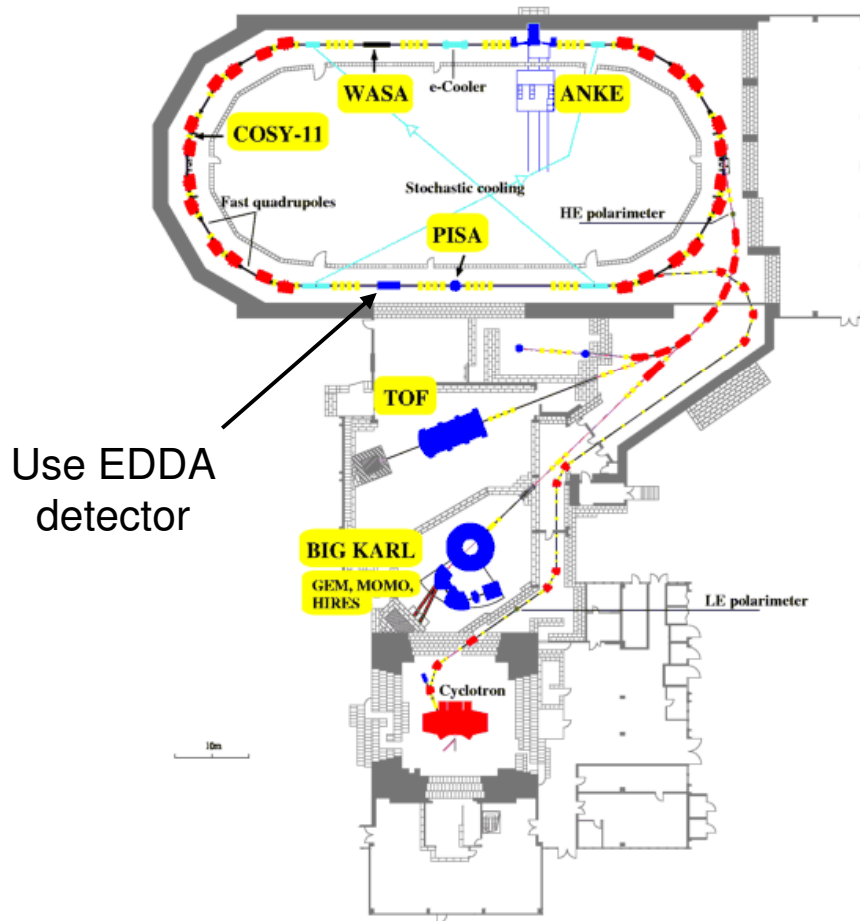 WASA
e-Cooler
ANKE
COSY-11
Stochastic cooling
Fast quadrupoles
HE polarimeter
PISA
TOF
Use EDDA
detector
BIG KARL
GEM, MOMO,
HIRES
LE polarimeter
Cyclotron
10m